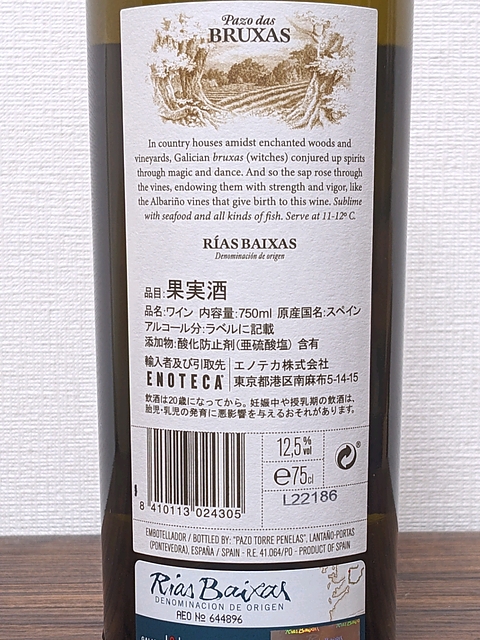 Pazo das
BRUXAS
In country houses amidst enchanted woods and
vineyards, Galician bruxas (witches) conjured up spirits
through magic and dance. And so the sap rose through
the vines, endowing them with strength and vigor, like
the Albariño vines that give birth to this wine. Sublime
with seafood and all kinds of fish. Serve at 11-12º C.
RÍAS BAIXAS
Denominación de origen
品目:果実酒
品名:ワイン 内容量:750ml 原産国名:スペイン
アルコール分:ラベルに記載
添加物:酸化防止剤(亜硫酸塩) 含有
輸入者及び引取先 エノテカ株式会社
ENOTECA 東京都港区南麻布5-14-15
飲酒は20歳になってから。妊娠中や授乳期の飲酒は、
胎児・乳児の発育に悪影響を与えるおそれがあります。
12,5% vol
e75cl
L22186
8 410113 024305
EMBOTELLADOR / BOTTLED BY: "PAZO TORRE PENELAS". LANTAÑO-PORTAS
(PONTEVEDRA). ESPAÑA / SPAIN - R.E. 41.064/PO - PRODUCT OF SPAIN
Rías Baixas
DENOMINACIÓN DE ORIGEN
AEO Nº 644896